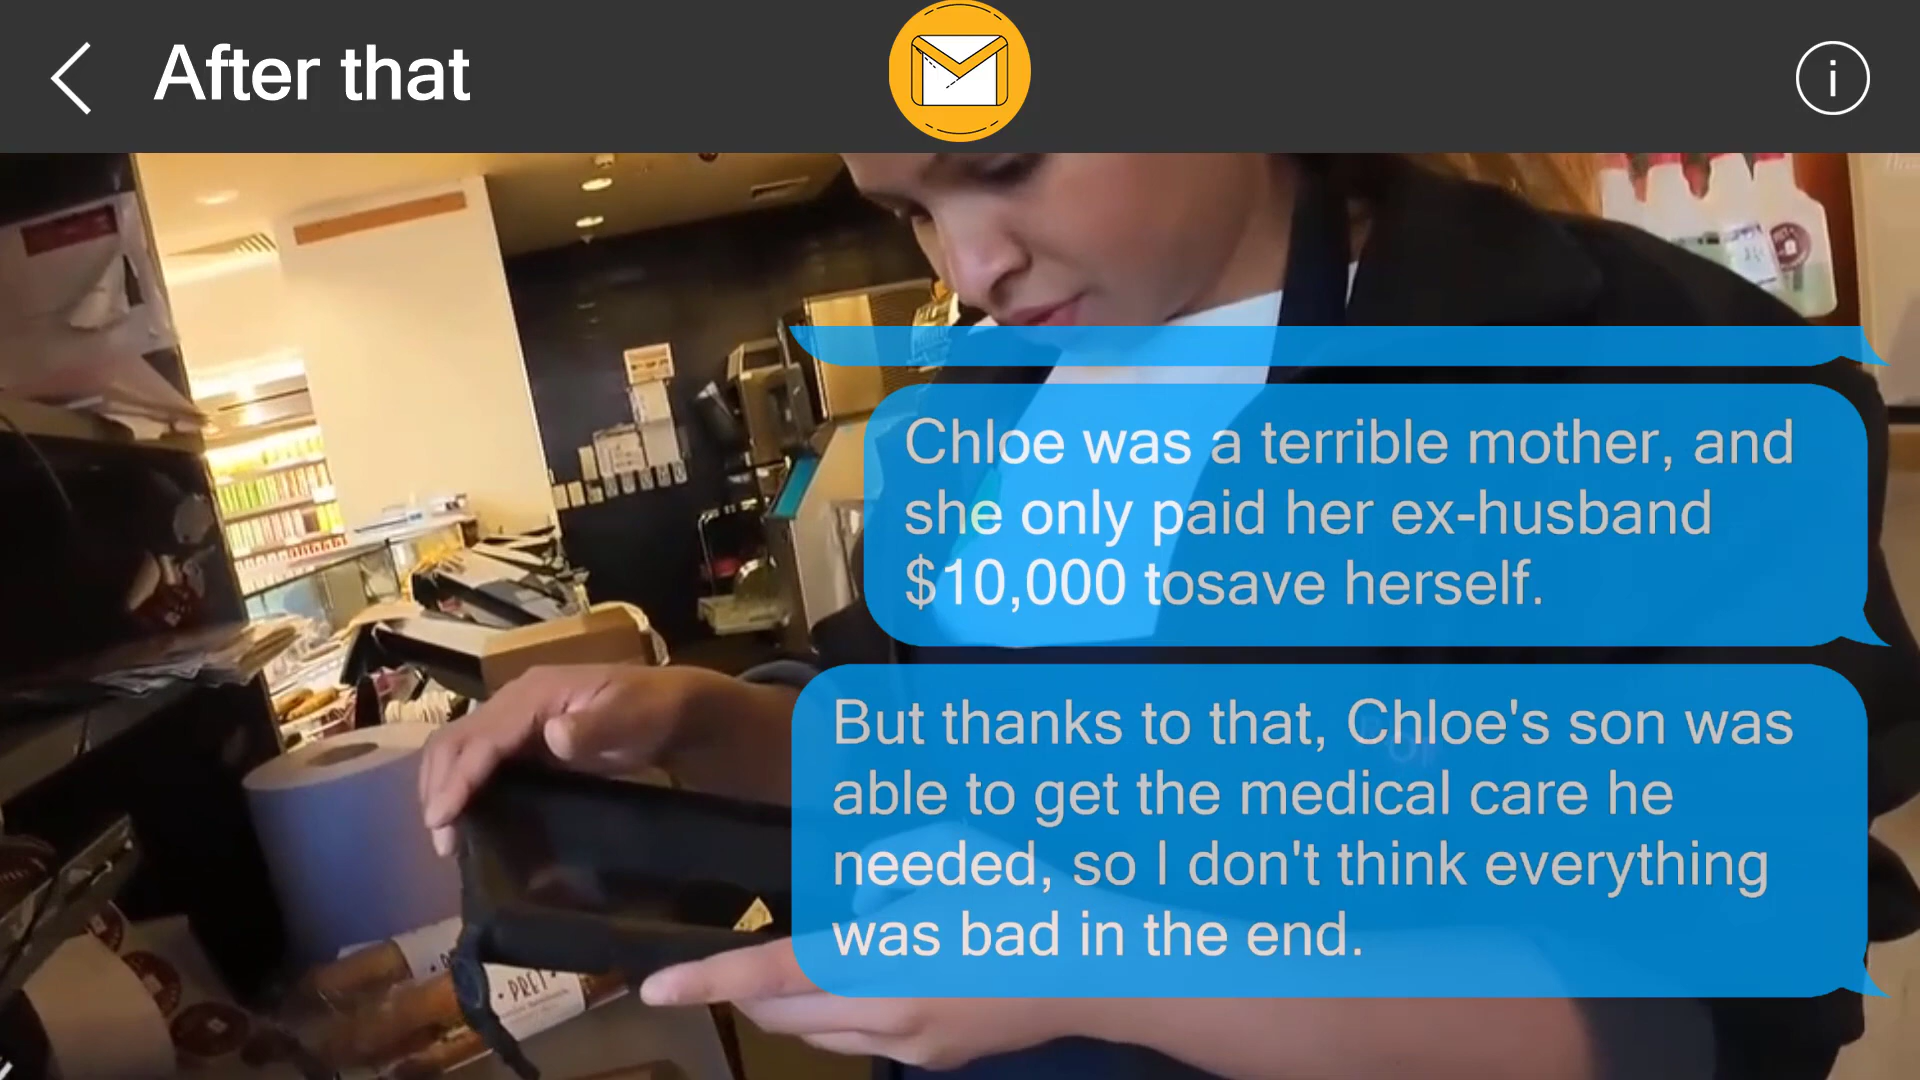 After that
i
Chloe was a terrible mother, and
she only paid her ex-husband
$10,000 tosave herself.
But thanks to that, Chloe's son was
able to get the medical care he
needed, so I don't think everything
was bad in the end.
PRET